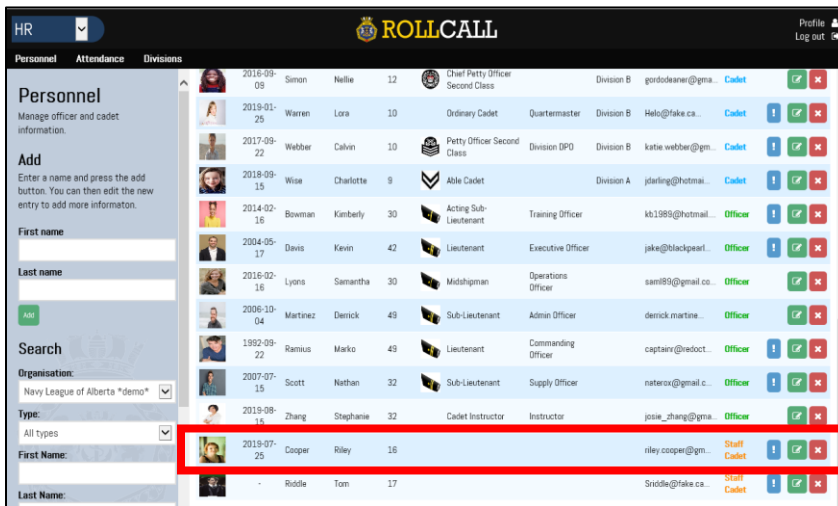 HR
ROLLCALL
Profile
Log out
Personnel Attendance Divisions
Personnel
Manage officer and cadet
information.
Add
Enter a name and press the add
button. You can then edit the new
entry to add more informaton.
First name
Last name
Add
Search
Organisation:
Navy League of Alberta *demo*
Type:
All types
First Name:
Last Name:
2016-09-
09 Simon Nellie 12 Chief Petty Officer
Second Class Division B gordodeaner@gma... Cadet
2019-01-
25 Warren Lora 10 Ordinary Cadet Quartermaster Division B Helo@fake.ca... Cadet
2017-09-
22 Webber Calvin 10 Petty Officer Second
Class Division DPO Division B katie.webber@gm... Cadet
2018-09-
15 Wise Charlotte 9 Able Cadet Division A jdarling@hotmai... Cadet
2014-02-
16 Bowman Kimberly 30 Acting Sub-
Lieutenant Training Officer kb1989@hotmail.... Officer
2004-05-
17 Davis Kevin 42 Lieutenant Executive Officer jake@blackpearl... Officer
2016-02-
16 Lyons Samantha 30 Midshipman Operations
Officer saml89@gmail.co... Officer
2006-10-
04 Martinez Derrick 49 Sub-Lieutenant Admin Officer derrick.martine... Officer
1992-09-
22 Ramius Marko 49 Lieutenant Commanding
Officer captainr@redoct... Officer
2007-07-
15 Scott Nathan 32 Sub-Lieutenant Supply Officer naterox@gmail.c... Officer
2019-08-
15 Zhang Stephanie 32 Cadet Instructor Instructor josie_zhang@gma... Officer
2019-07-
25 Cooper Riley 16 riley.cooper@gm... Staff
Cadet
- Riddle Tom 17 Sriddle@fake.ca... Staff
Cadet